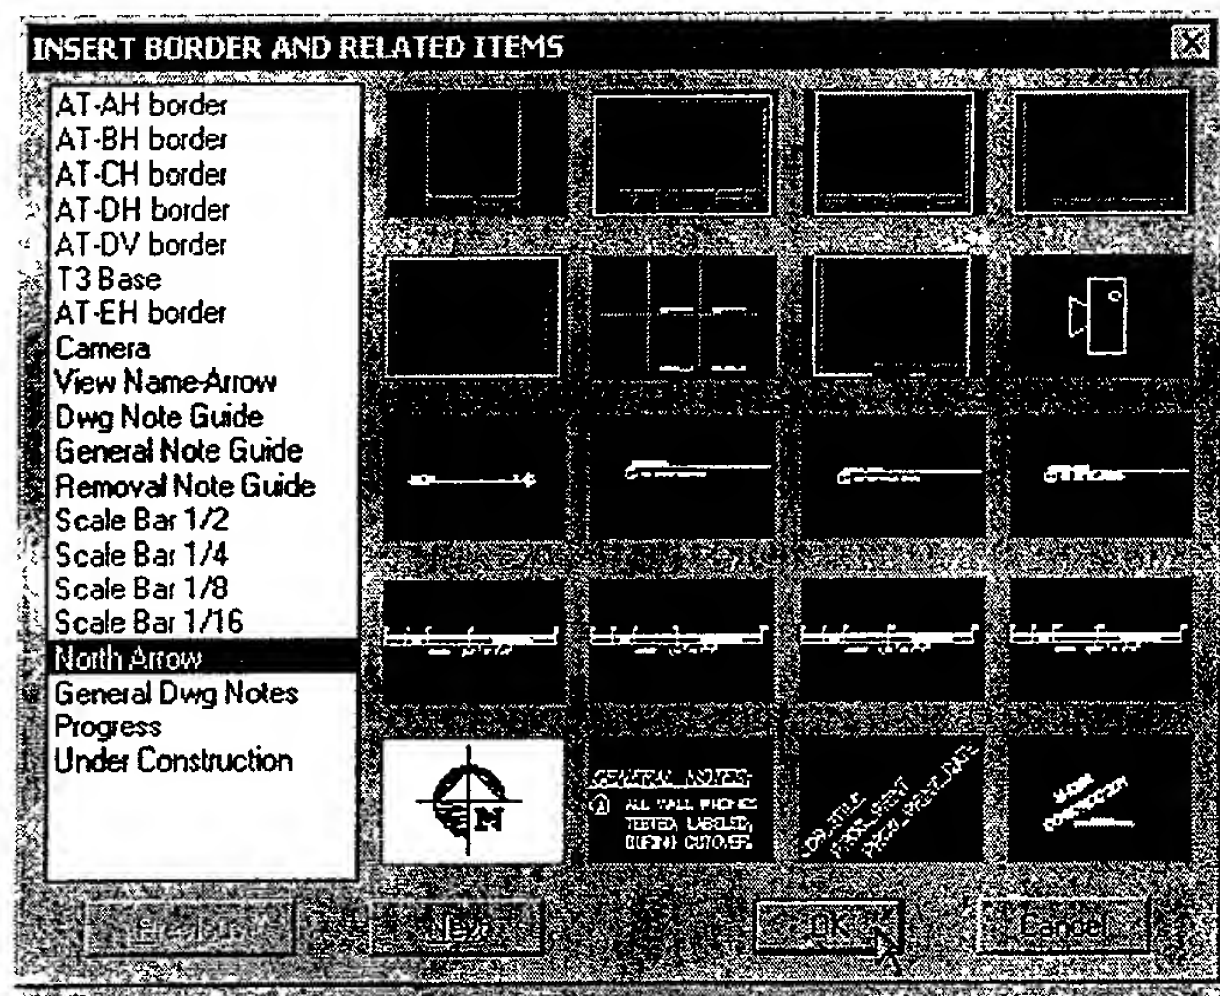 INSERT BORDER AND RELATED ITEMS
AT-AH border
AT-BH border
AT-CH border
AT-DH border
AT-DV border
T3 Base
AT-EH border
Camera
View Name-Arrow
Dwg Note Guide
General Note Guide
Removal Note Guide
Scale Bar 1/2
Scale Bar 1/4
Scale Bar 1/8
Scale Bar 1/16
North Arrow
General Dwg Notes
Progress
Under Construction
N
ALL WALL PHONES
TESTED, LABELED,
DURING CUTOVER.
Previous
Next
OK
Cancel